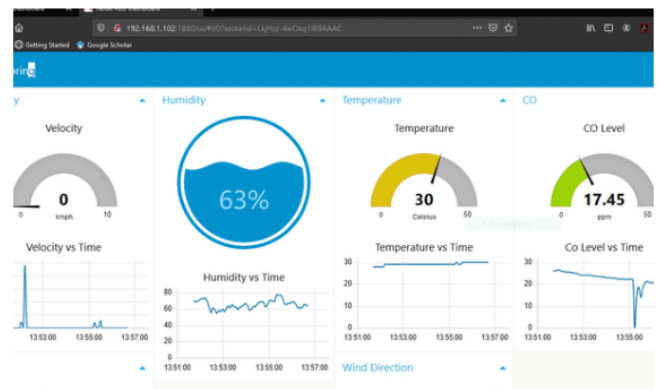 192.168.1.102:1880/ui/#!/0?socketid=
Getting Started Google Scholar
ring
y Humidity Temperature CO
Velocity Temperature CO Level
63%
0 30 17.45
0 kmph 10 0 Celsius 50 0 ppm 50
Velocity vs Time Humidity vs Time Temperature vs Time Co Level vs Time
80
60
40
20
0
30
20
10
0
30
20
10
0
13:53:00 13:55:00 13:57:00
13:51:00 13:53:00 13:55:00 13:57:00
13:51:00 13:53:00 13:55:00 13:57:00
13:51:00 13:53:00 13:55:00
Wind Direction